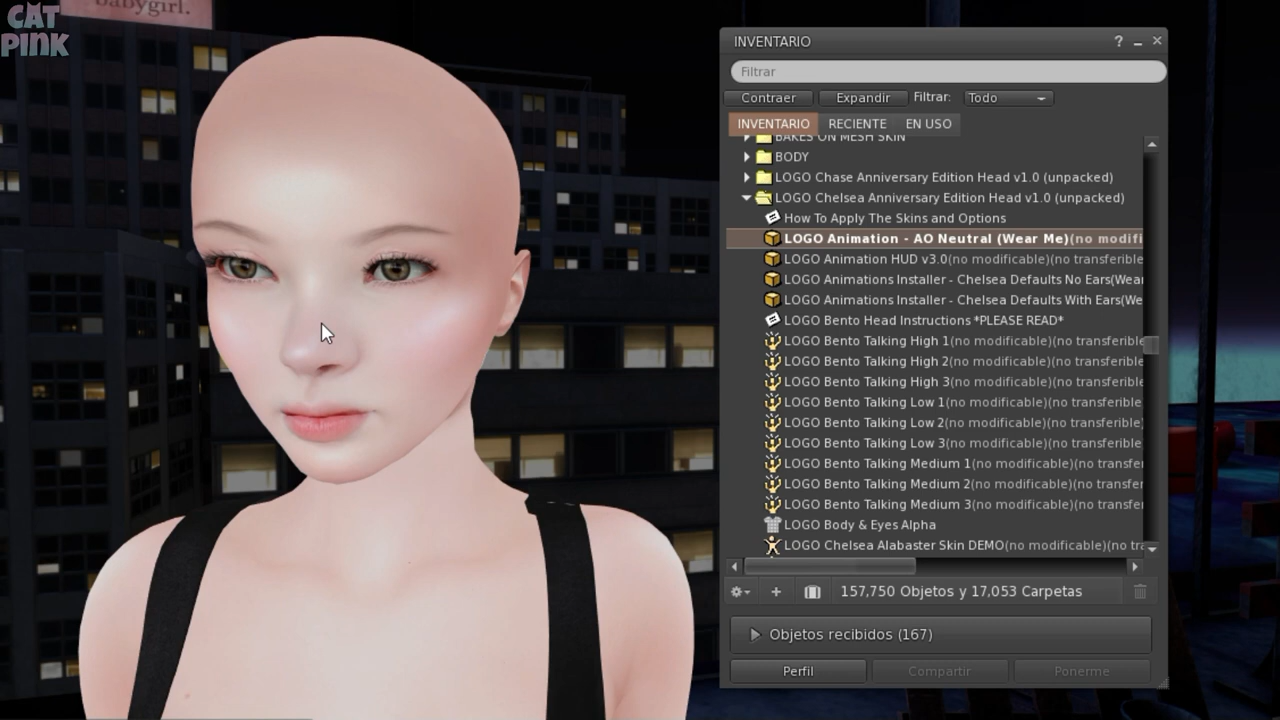 CAT
PINK
babygirl.
INVENTARIO
?
Filtrar
Contraer
Expandir
Filtrar:
Todo
INVENTARIO
RECIENTE
EN USO
BAKES ON MESH SKIN
BODY
LOGO Chase Anniversary Edition Head v1.0 (unpacked)
LOGO Chelsea Anniversary Edition Head v1.0 (unpacked)
How To Apply The Skins and Options
LOGO Animation - AO Neutral (Wear Me)(no modifi
LOGO Animation HUD v3.0(no modificable)(no transferible
LOGO Animations Installer - Chelsea Defaults No Ears(Wear
LOGO Animations Installer - Chelsea Defaults With Ears(We
LOGO Bento Head Instructions *PLEASE READ*
LOGO Bento Talking High 1(no modificable)(no transferible
LOGO Bento Talking High 2(no modificable)(no transferible
LOGO Bento Talking High 3(no modificable)(no transferible
LOGO Bento Talking Low 1(no modificable)(no transferible
LOGO Bento Talking Low 2(no modificable)(no transferible
LOGO Bento Talking Low 3(no modificable)(no transferible
LOGO Bento Talking Medium 1(no modificable)(no transfer
LOGO Bento Talking Medium 2(no modificable)(no transfer
LOGO Bento Talking Medium 3(no modificable)(no transfer
LOGO Body & Eyes Alpha
LOGO Chelsea Alabaster Skin DEMO(no modificable)(no tra
157,750 Objetos y 17,053 Carpetas
Objetos recibidos (167)
Perfil
Compartir
Ponerme